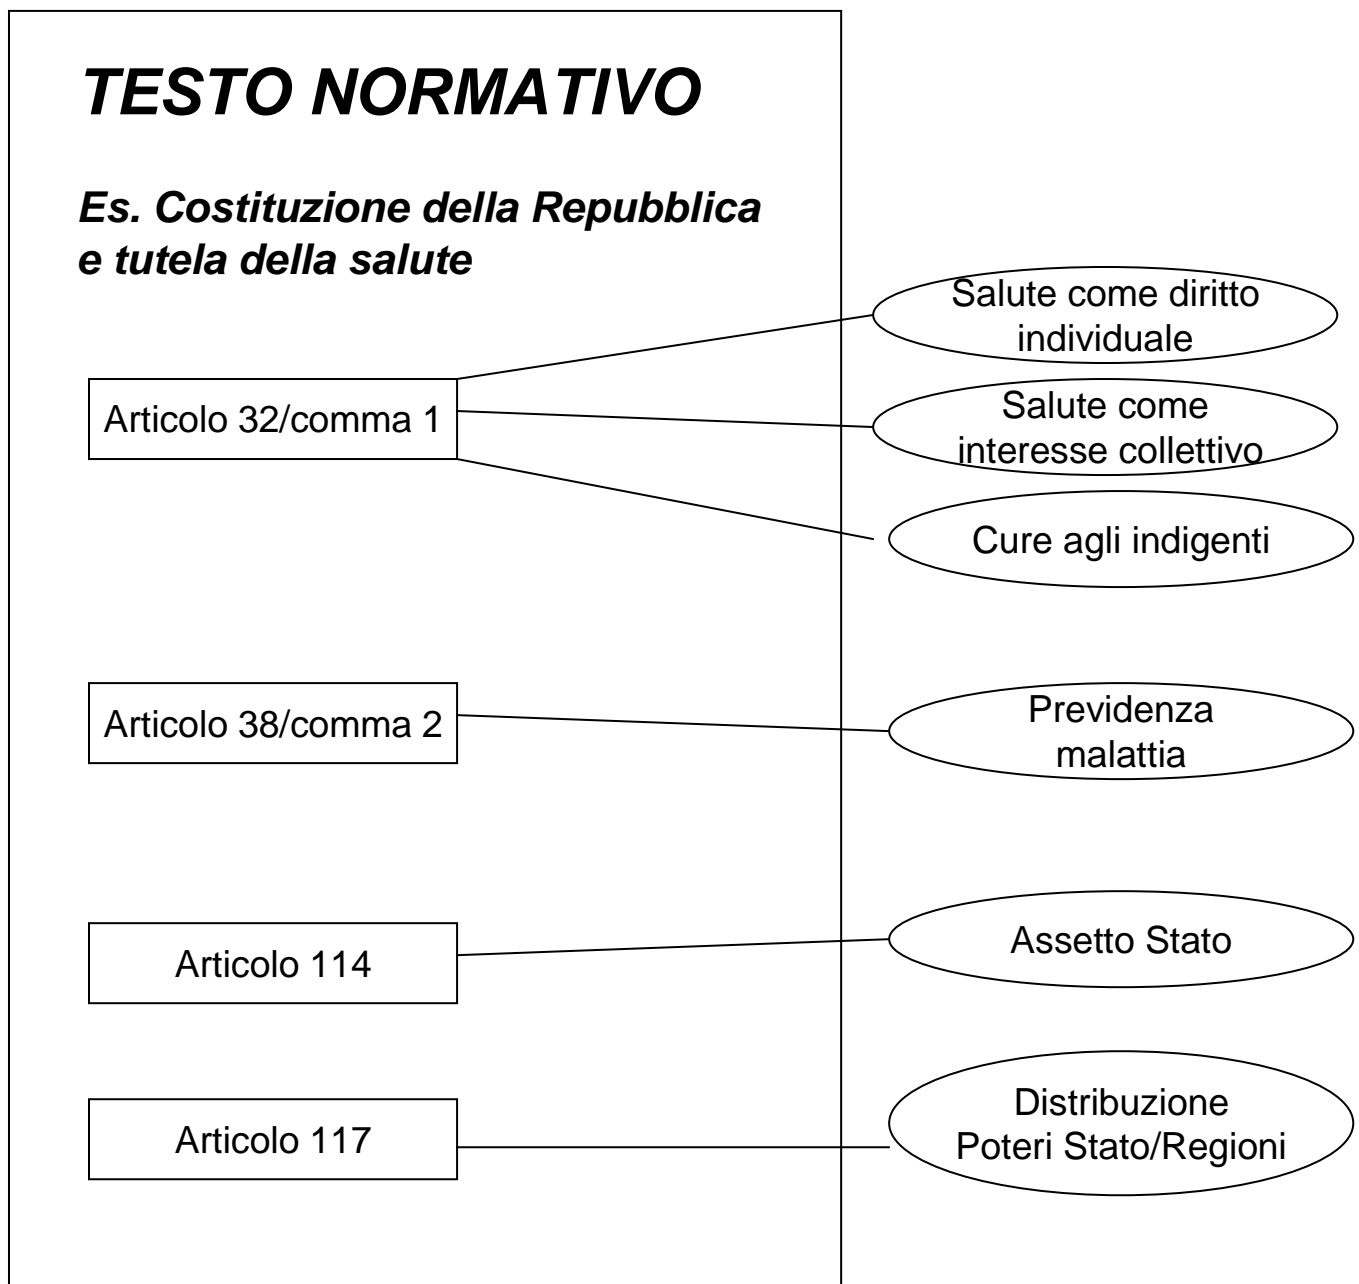 TESTO NORMATIVO
Es. Costituzione della Repubblica
e tutela della salute
Salute come diritto
individuale
Articolo 32/comma 1
Salute come
interesse collettivo
Cure agli indigenti
Articolo 38/comma 2
Previdenza
malattia
Articolo 114
Assetto Stato
Articolo 117
Distribuzione
Poteri Stato/Regioni